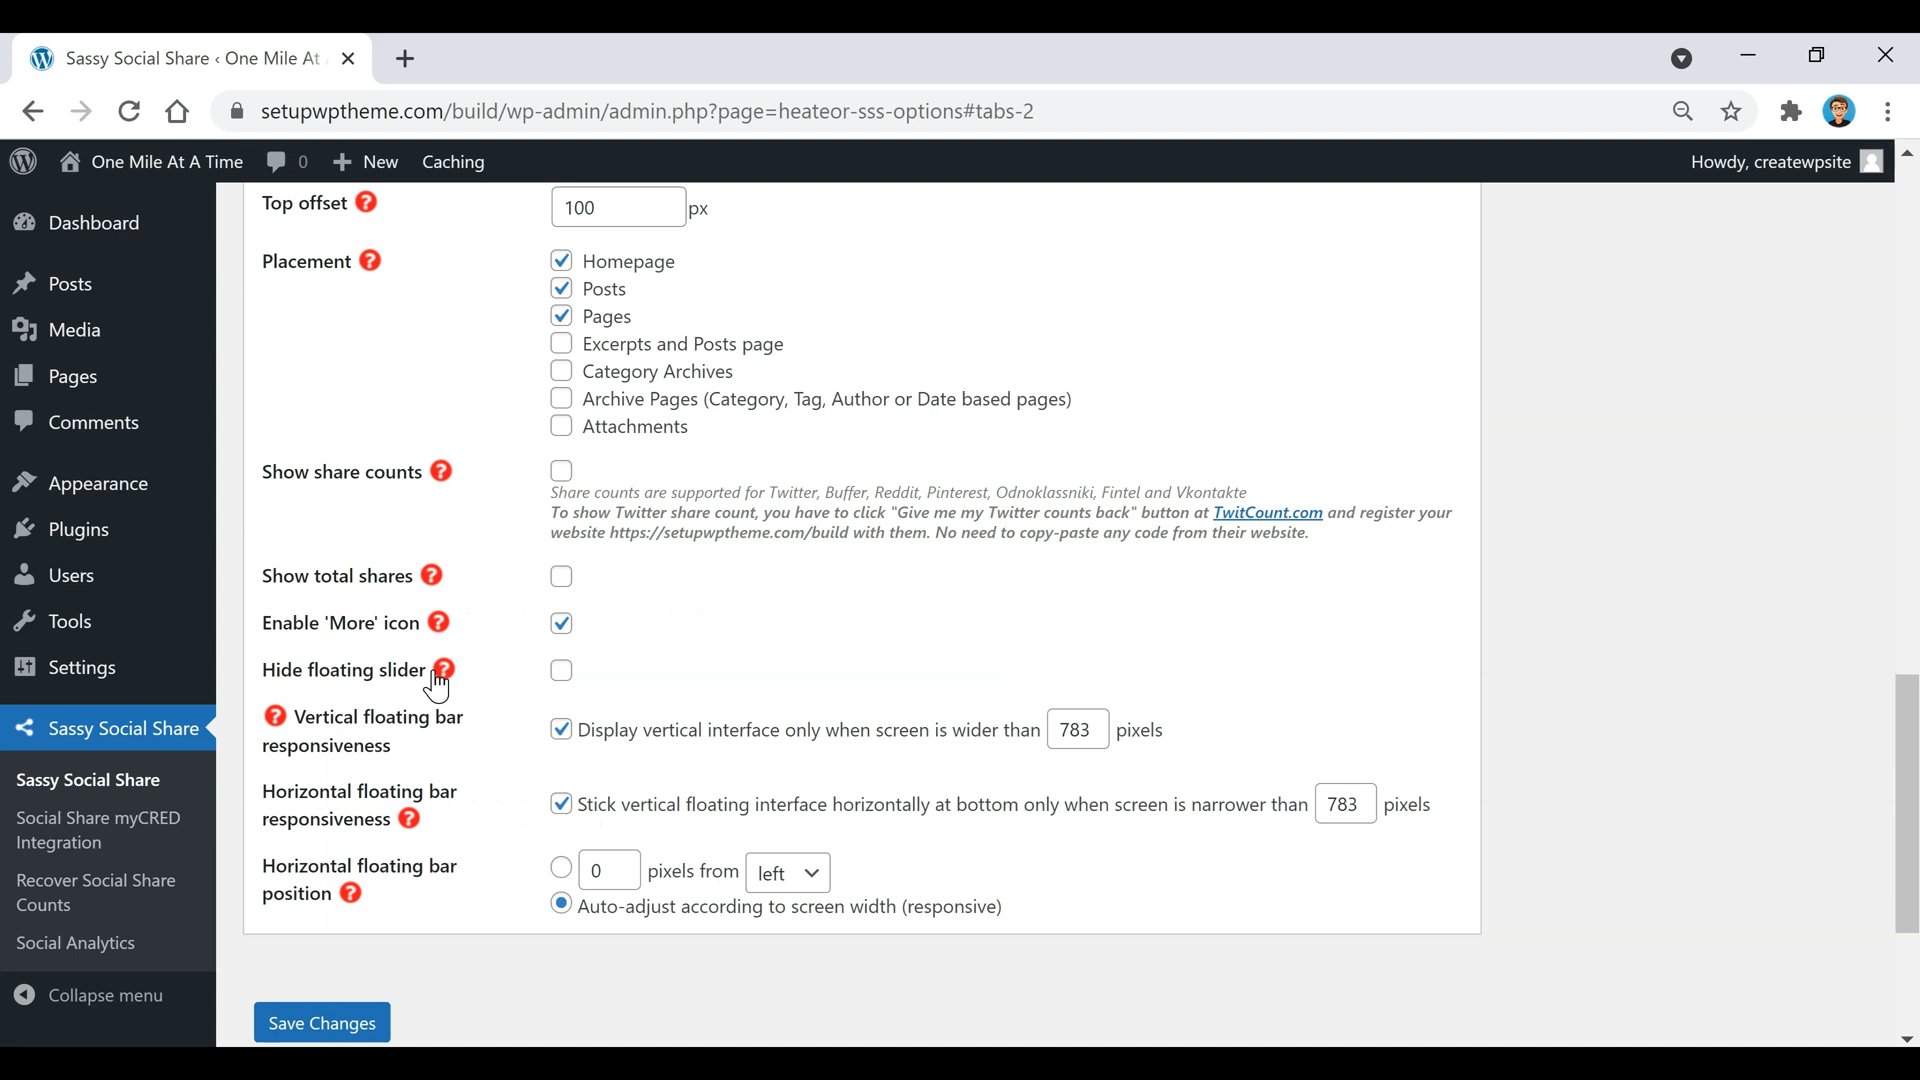 Sassy Social Share ‹ One Mile At
setupwptheme.com/build/wp-admin/admin.php?page=heateor-sss-options#tabs-2
One Mile At A Time 0 New Caching Howdy, createwpsite
Dashboard
Posts
Media
Pages
Comments
Appearance
Plugins
Users
Tools
Settings
Sassy Social Share
Sassy Social Share
Social Share myCRED
Integration
Recover Social Share
Counts
Social Analytics
Collapse menu
Top offset ? 100 px
Placement ? Homepage
Posts
Pages
Excerpts and Posts page
Category Archives
Archive Pages (Category, Tag, Author or Date based pages)
Attachments
Show share counts ?
Share counts are supported for Twitter, Buffer, Reddit, Pinterest, Odnoklassniki, Fintel and Vkontakte
To show Twitter share count, you have to click "Give me my Twitter counts back" button at TwitCount.com and register your
website https://setupwptheme.com/build with them. No need to copy-paste any code from their website.
Show total shares ?
Enable 'More' icon ?
Hide floating slider ?
? Vertical floating bar
responsiveness
Display vertical interface only when screen is wider than 783 pixels
Horizontal floating bar
responsiveness ?
Stick vertical floating interface horizontally at bottom only when screen is narrower than 783 pixels
Horizontal floating bar
position ?
0 pixels from left
Auto-adjust according to screen width (responsive)
Save Changes